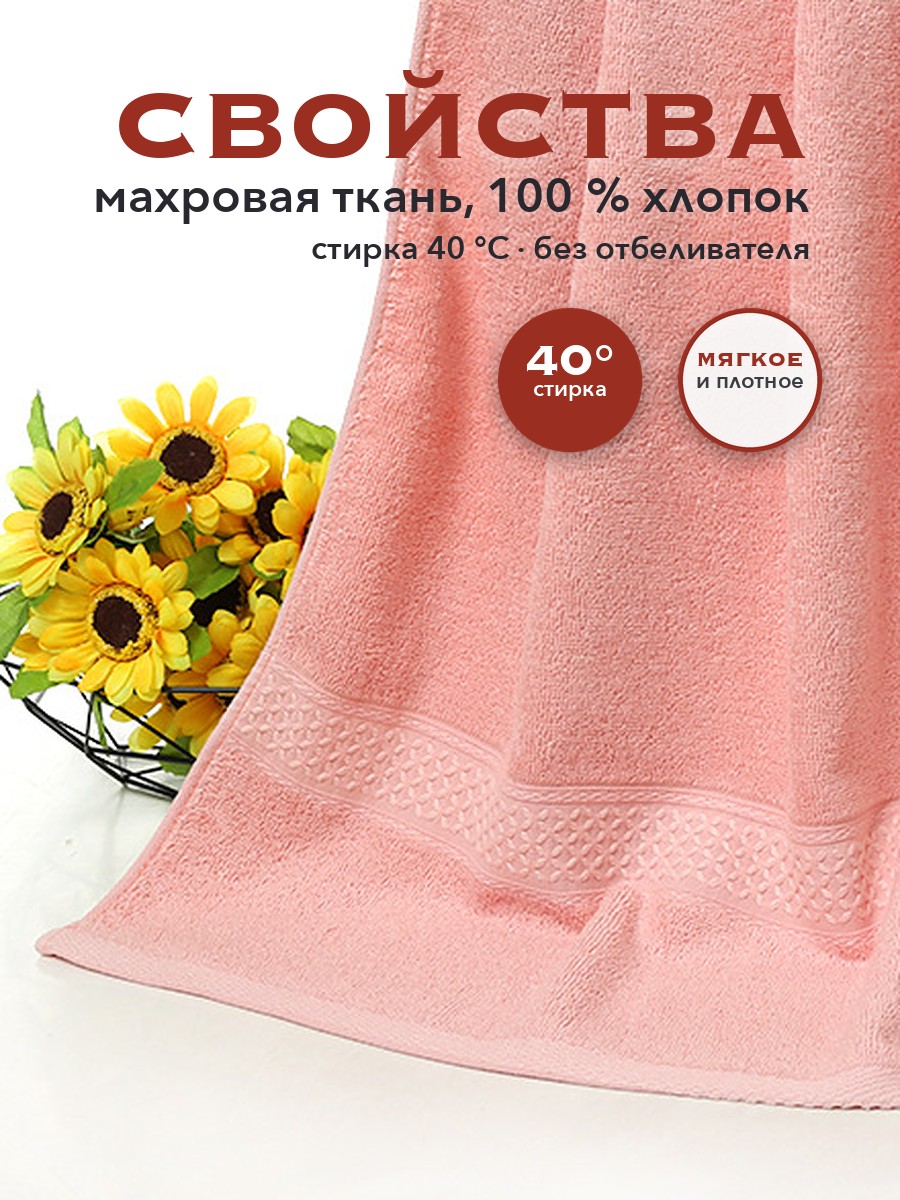 СВОЙСТВА
махровая ткань, 100 % хлопок
стирка 40 °C · без отбеливателя
40°
стирка
МЯГКОЕ
и плотное